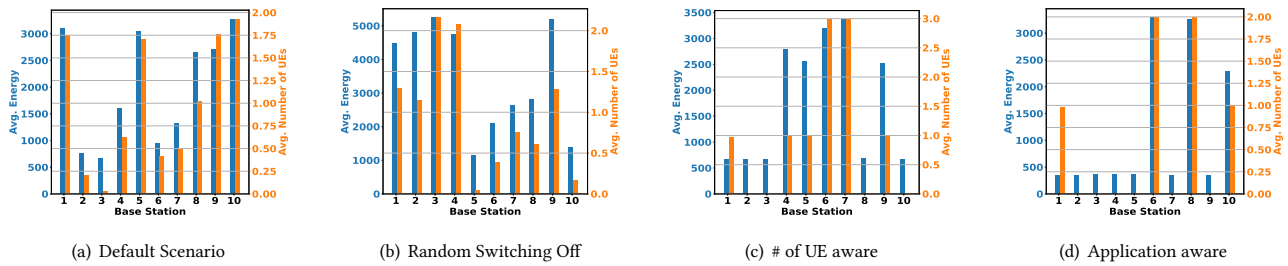 3000
2500
2000
1500
1000
500
0
Avg. Energy
2.00
1.75
1.50
1.25
1.00
0.75
0.50
0.25
0.00
Avg. Number of UEs
1 2 3 4 5 6 7 8 9 10
Base Station
(a) Default Scenario
5000
4000
3000
2000
1000
0
Avg. Energy
2.0
1.5
1.0
0.5
0.0
Avg. Number of UEs
1 2 3 4 5 6 7 8 9 10
Base Station
(b) Random Switching Off
3500
3000
2500
2000
1500
1000
500
0
Avg. Energy
3.0
2.5
2.0
1.5
1.0
0.5
0.0
Avg. Number of UEs
1 2 3 4 5 6 7 8 9 10
Base Station
(c) # of UE aware
3000
2500
2000
1500
1000
500
0
Avg. Energy
2.00
1.75
1.50
1.25
1.00
0.75
0.50
0.25
0.00
Avg. Number of UEs
1 2 3 4 5 6 7 8 9 10
Base Station
(d) Application aware